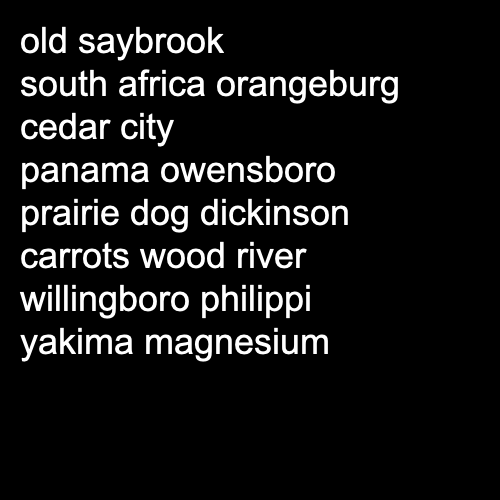 old saybrook
south africa orangeburg
cedar city
panama owensboro
prairie dog dickinson
carrots wood river
willingboro philippi
yakima magnesium